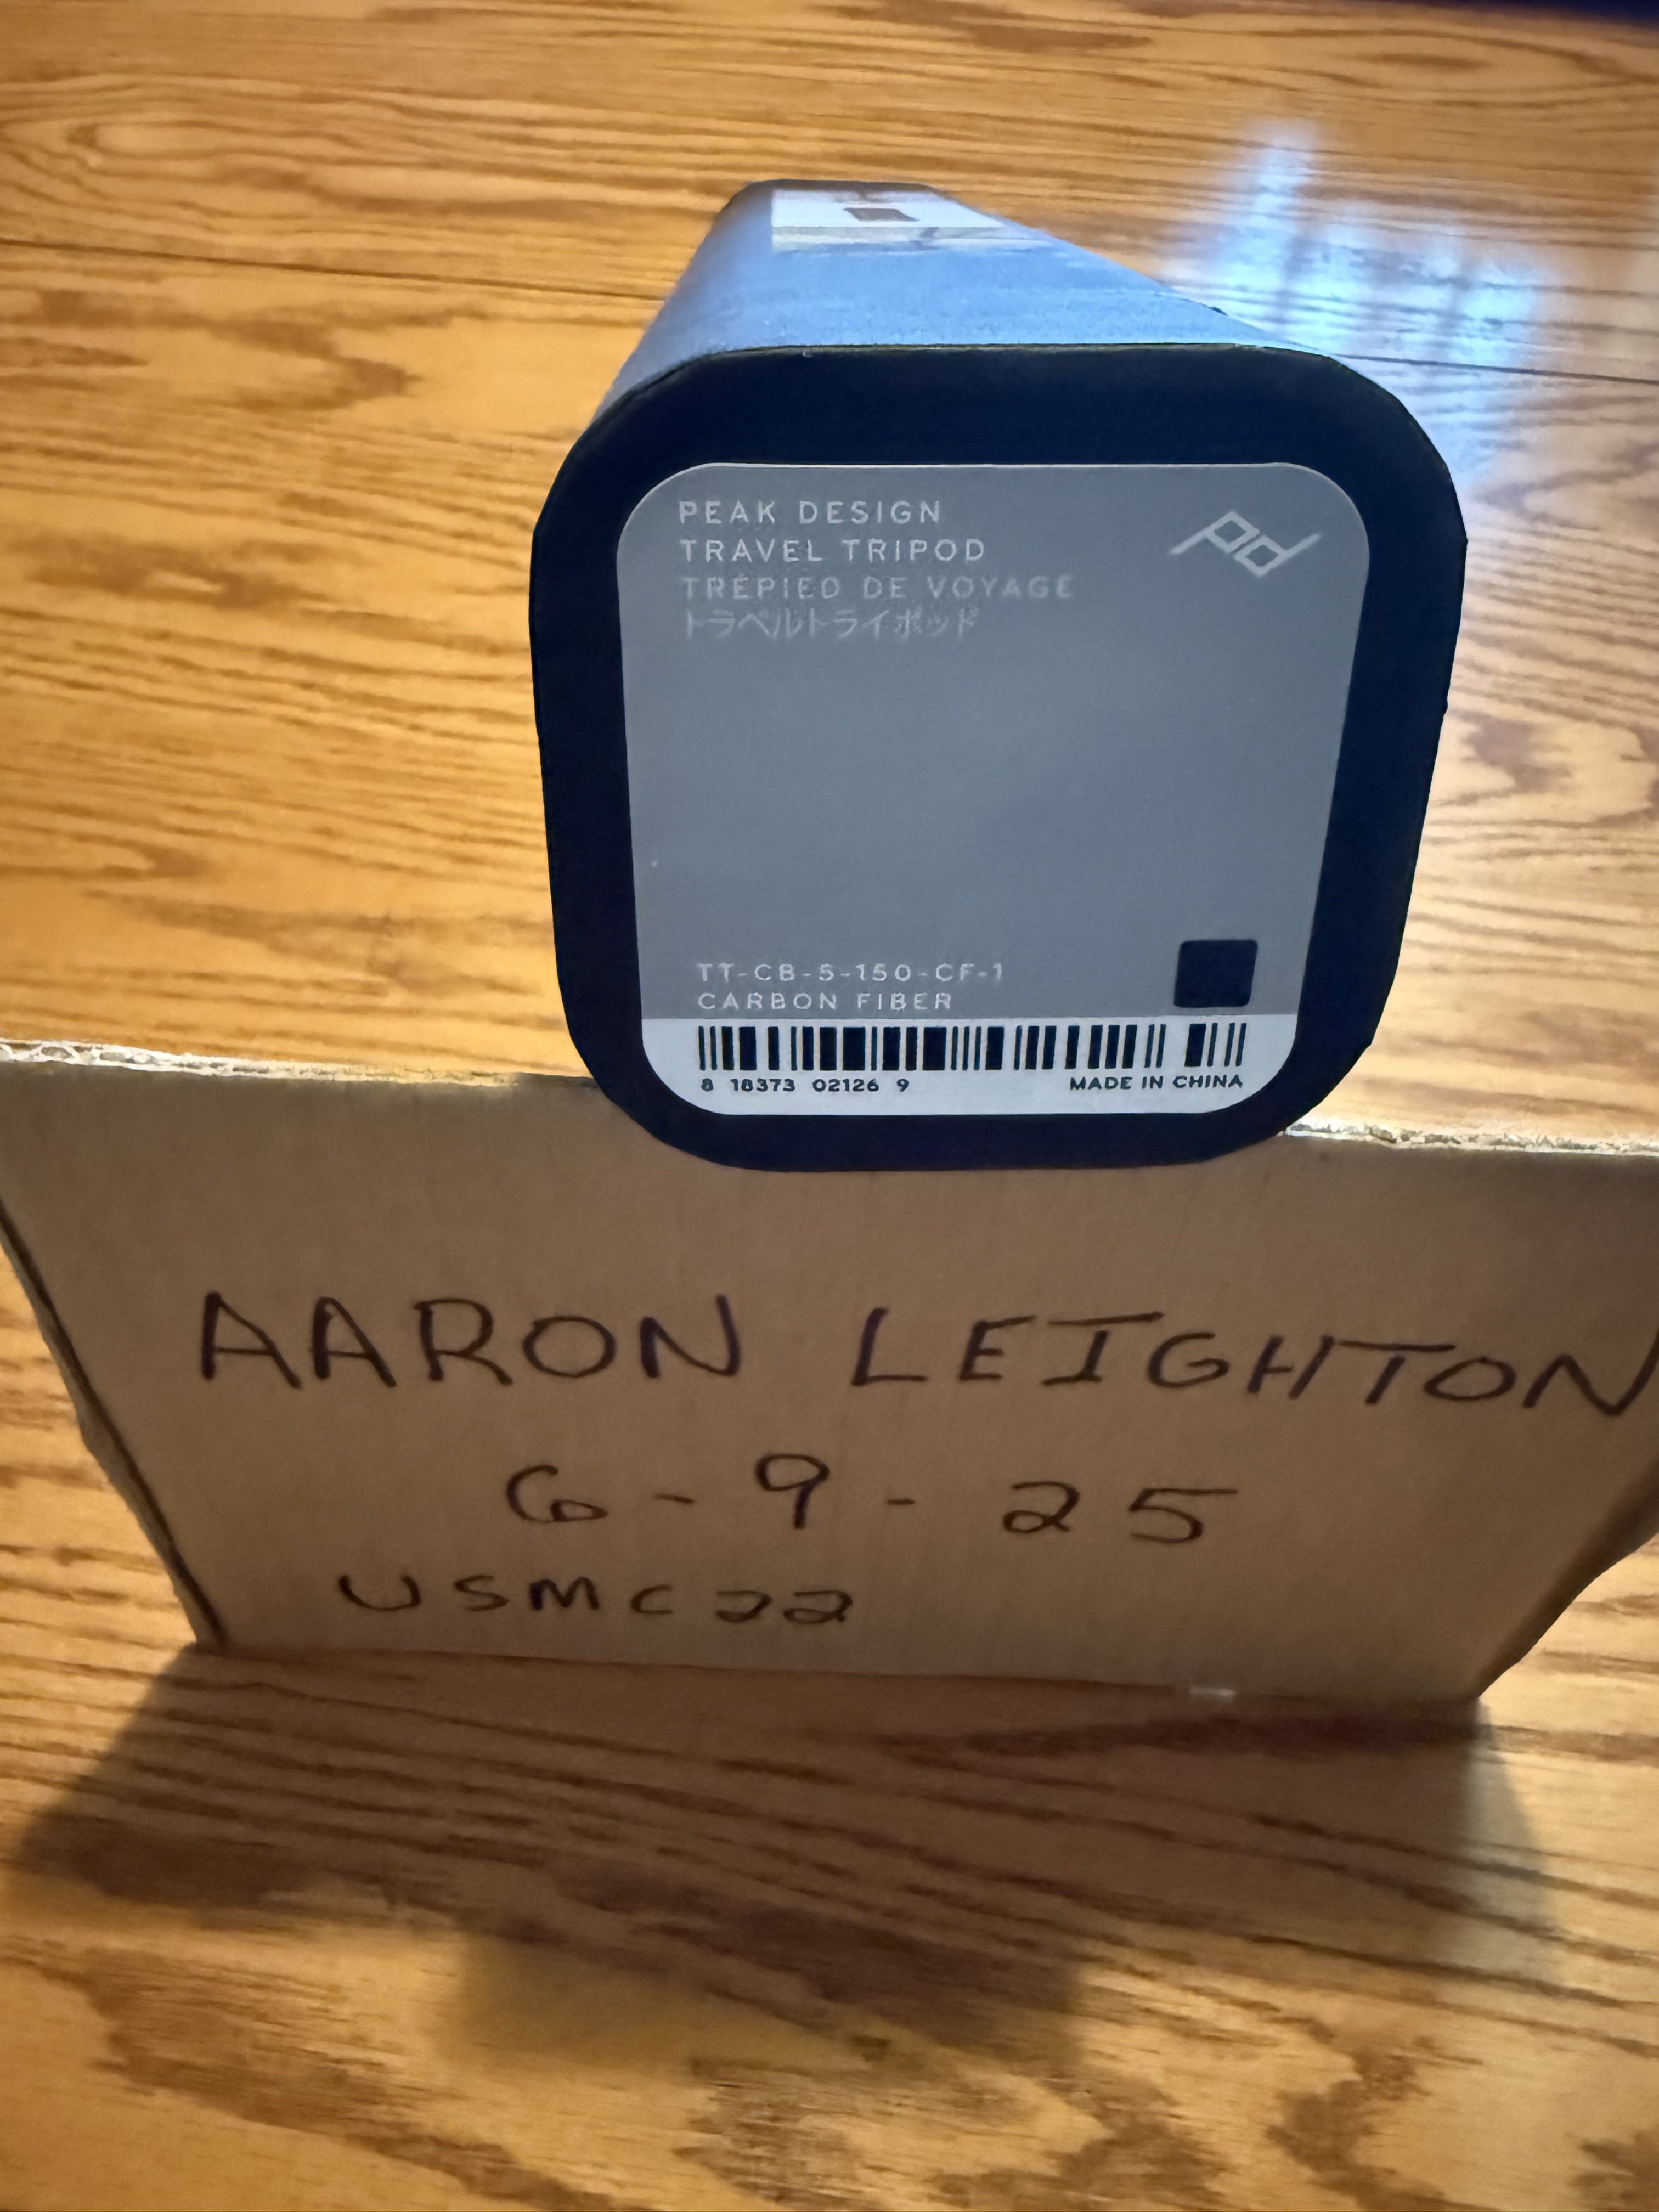 PEAK DESIGN
TRAVEL TRIPOD
TRÉPIED DE VOYAGE
トラベルトライポッド
pd
TT-CB-5-150-CF-1
CARBON FIBER
8 18373 02126 9
MADE IN CHINA
AARON LEIGHTON
6-9-25
USMC22